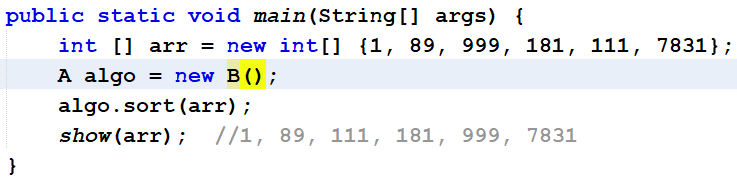 public static void main(String[] args) {
int [] arr = new int[] {1, 89, 999, 181, 111, 7831};
A algo = new B();
algo.sort(arr);
show(arr);  //1, 89, 111, 181, 999, 7831
}